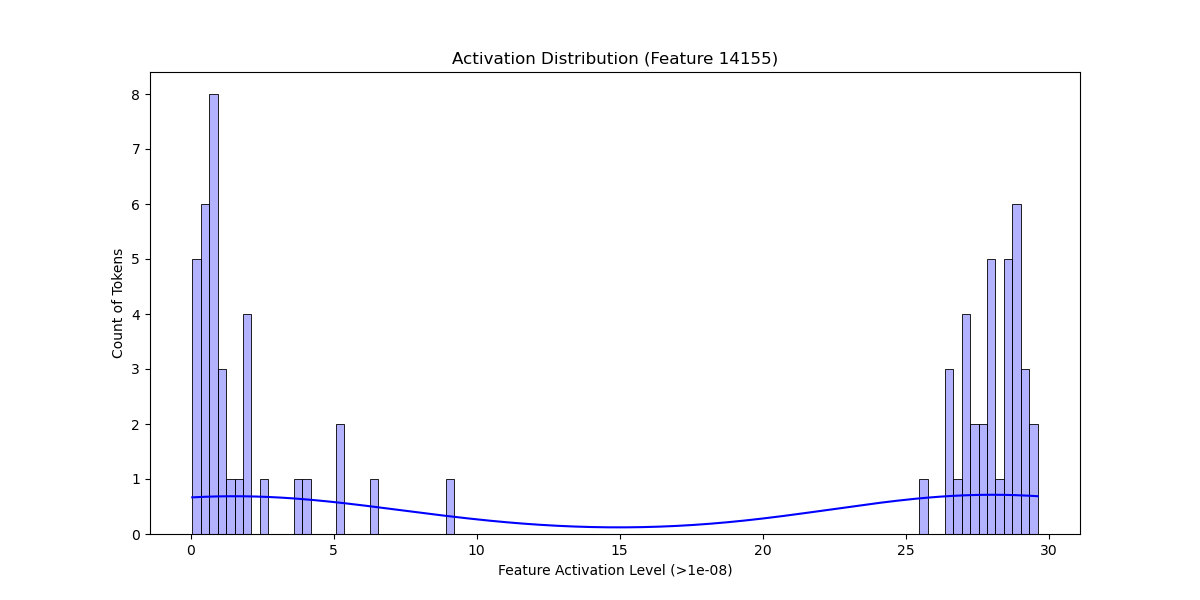 Activation Distribution (Feature 14155)
8
7
6
5
4
3
2
1
0
Count of Tokens
0 5 10 15 20 25 30
Feature Activation Level (>1e-08)